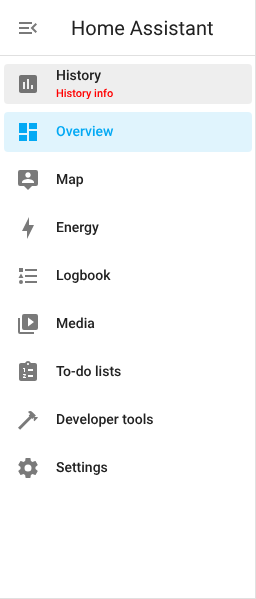 Home Assistant
History
History info
Overview
Map
Energy
Logbook
Media
To-do lists
Developer tools
Settings